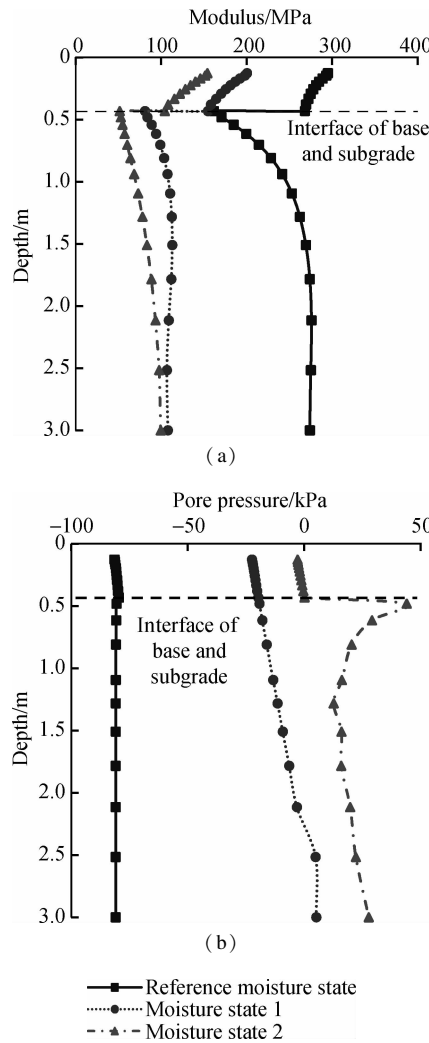 Modulus/MPa
0 100 200 300 400
0
0.5
Interface of base
and subgrade
1.0
1.5
2.0
2.5
3.0
Depth/m
(a)
Pore pressure/kPa
−100 −50 0 50
0
0.5
Interface of
base and
subgrade
1.0
1.5
2.0
2.5
3.0
Depth/m
(b)
Reference moisture state
Moisture state 1
Moisture state 2